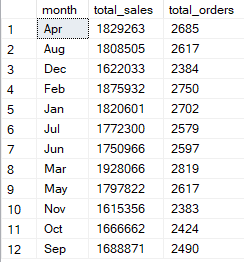 month total_sales total_orders
1 Apr 1829263 2685
2 Aug 1808505 2617
3 Dec 1622033 2384
4 Feb 1875932 2750
5 Jan 1820601 2702
6 Jul 1772300 2579
7 Jun 1750966 2597
8 Mar 1928066 2819
9 May 1797822 2617
10 Nov 1615356 2383
11 Oct 1666662 2424
12 Sep 1688871 2490